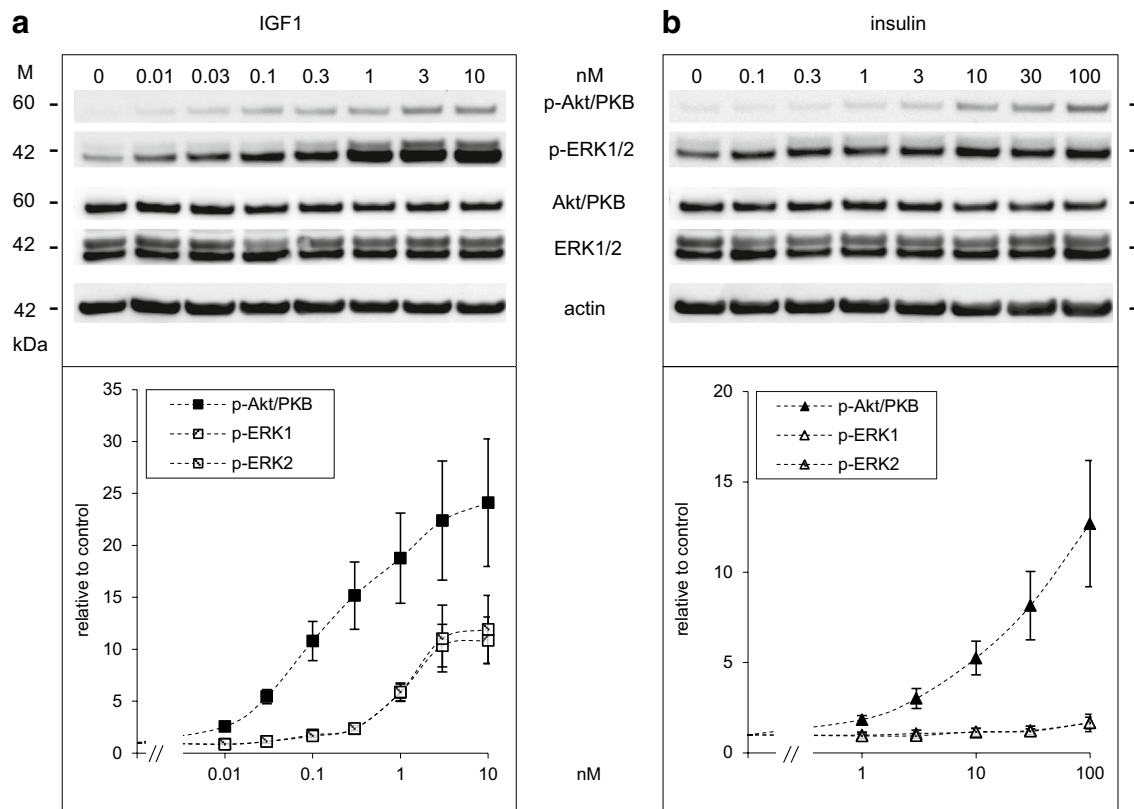 a IGF1 b insulin
M 0 0.01 0.03 0.1 0.3 1 3 10 nM 0 0.1 0.3 1 3 10 30 100
60 - p-Akt/PKB -
42 - p-ERK1/2 -
60 - Akt/PKB -
42 - ERK1/2 -
42 - actin -
kDa
35
30
25
20
15
10
5
0
relative to control
p-Akt/PKB
p-ERK1
p-ERK2
// 0.01 0.1 1 10 nM
20
15
10
5
0
relative to control
p-Akt/PKB
p-ERK1
p-ERK2
// 1 10 100